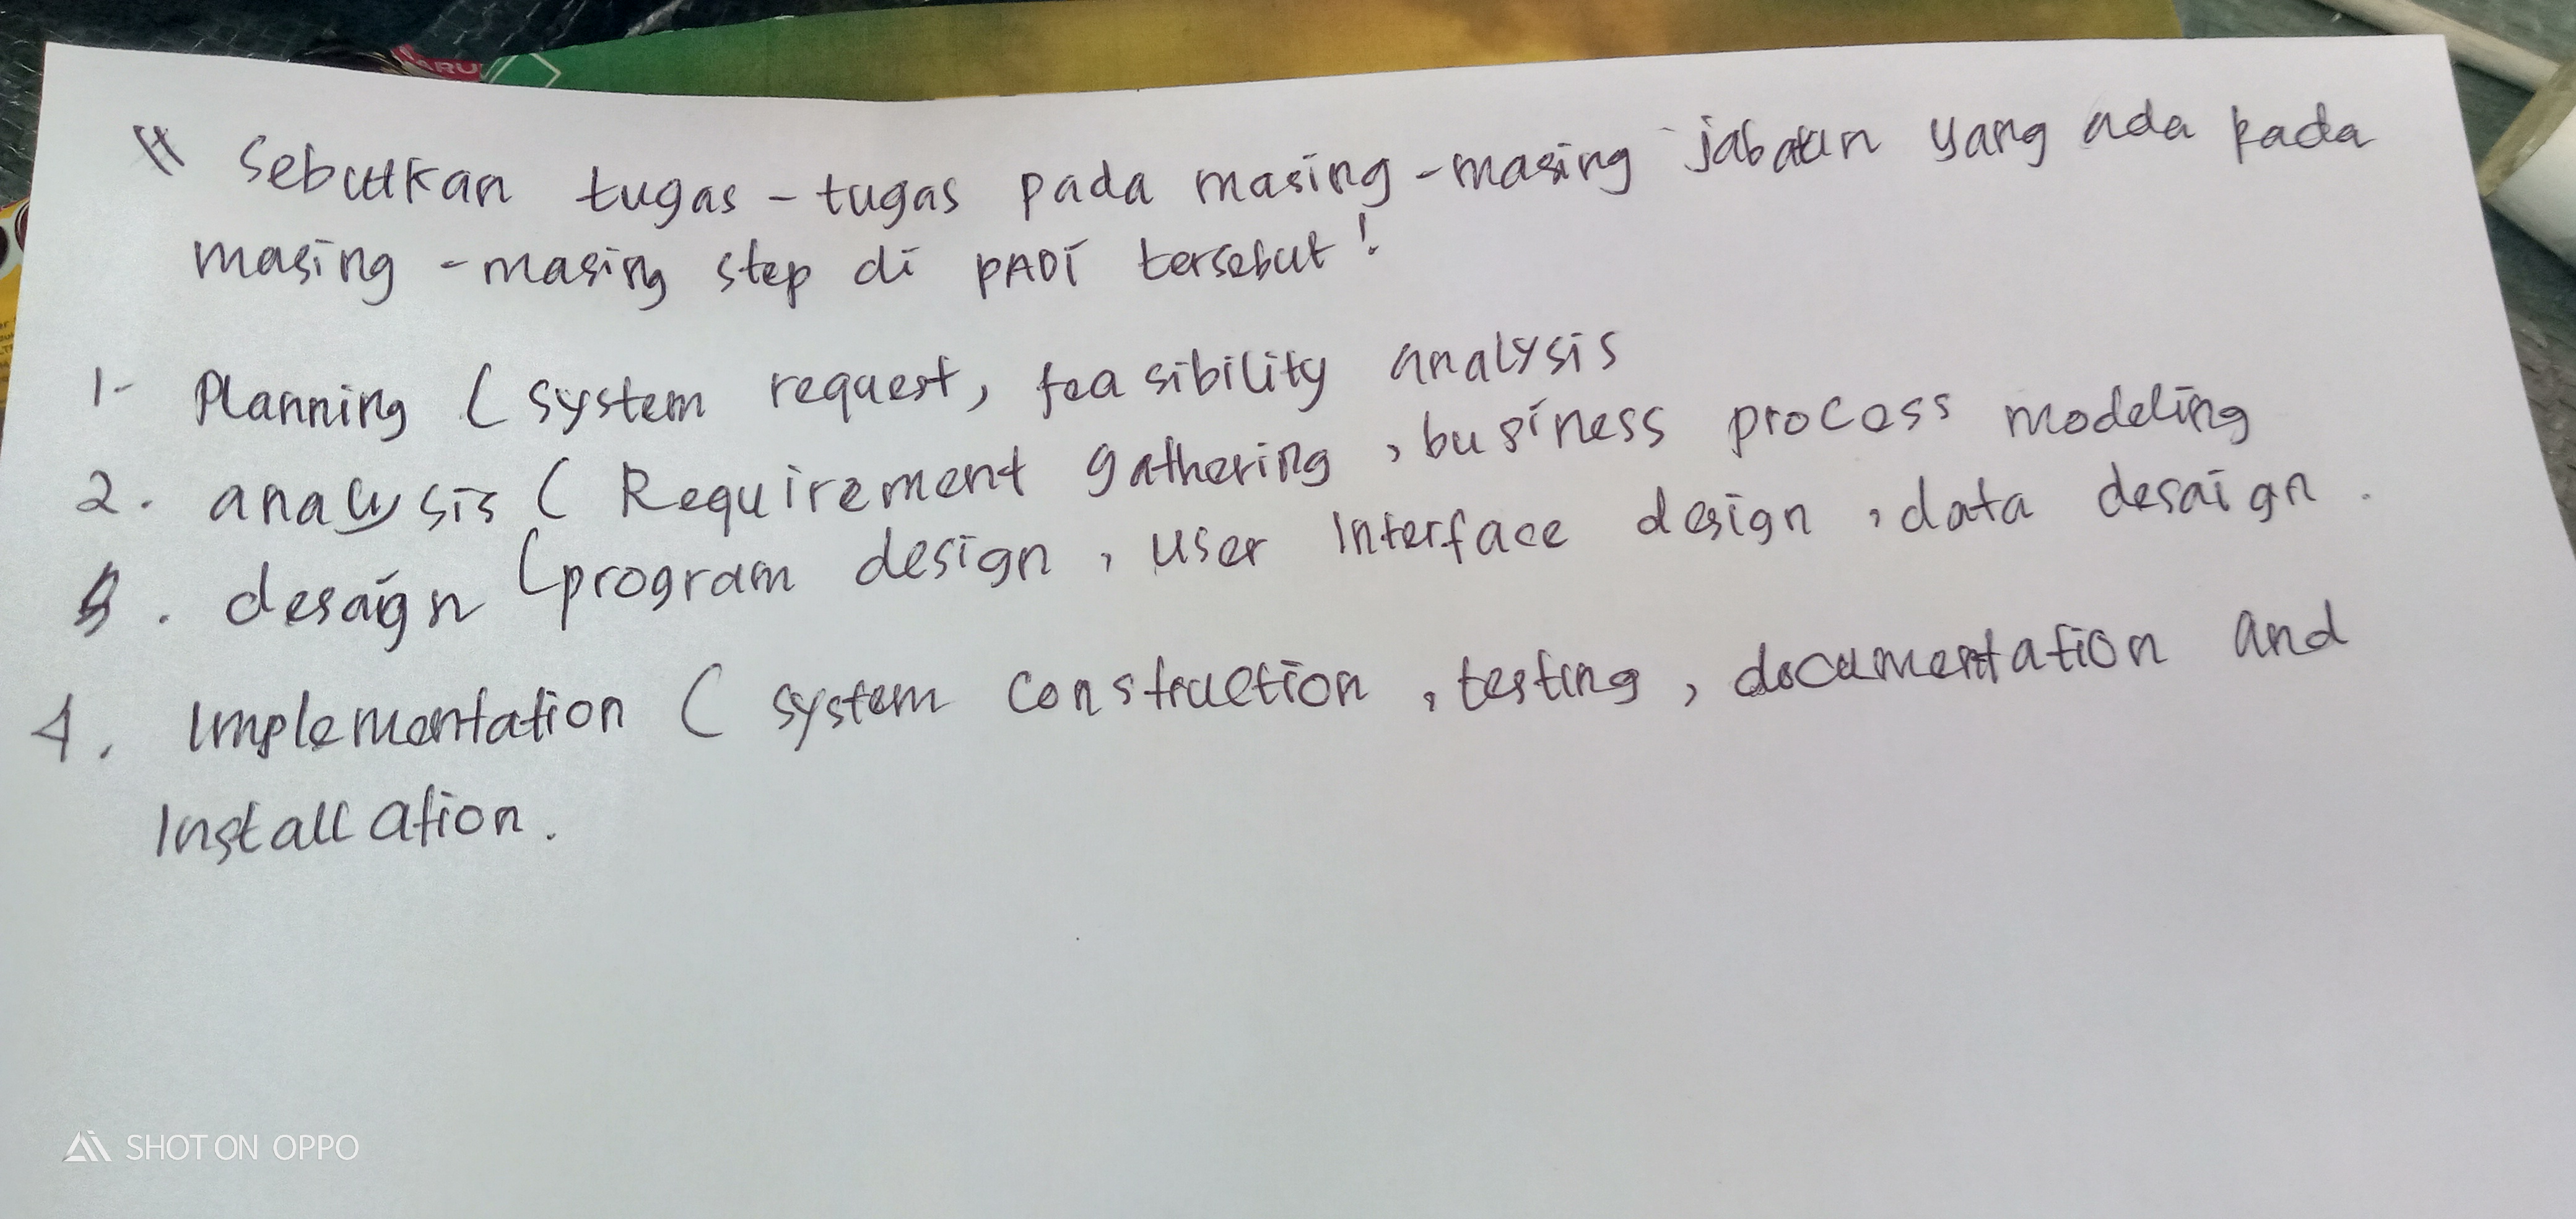 Sebutkan tugas-tugas pada masing-masing jabatan yang ada pada
masing-masing step di PADI tersebut!
1. Planning (system request, feasibility analysis
2. analysis (Requirement gathering, business process modeling
. desaign (program design, user interface design, data desaign.
4. Implementation (system construction, testing, documentation and
Installation.
SHOT ON OPPO